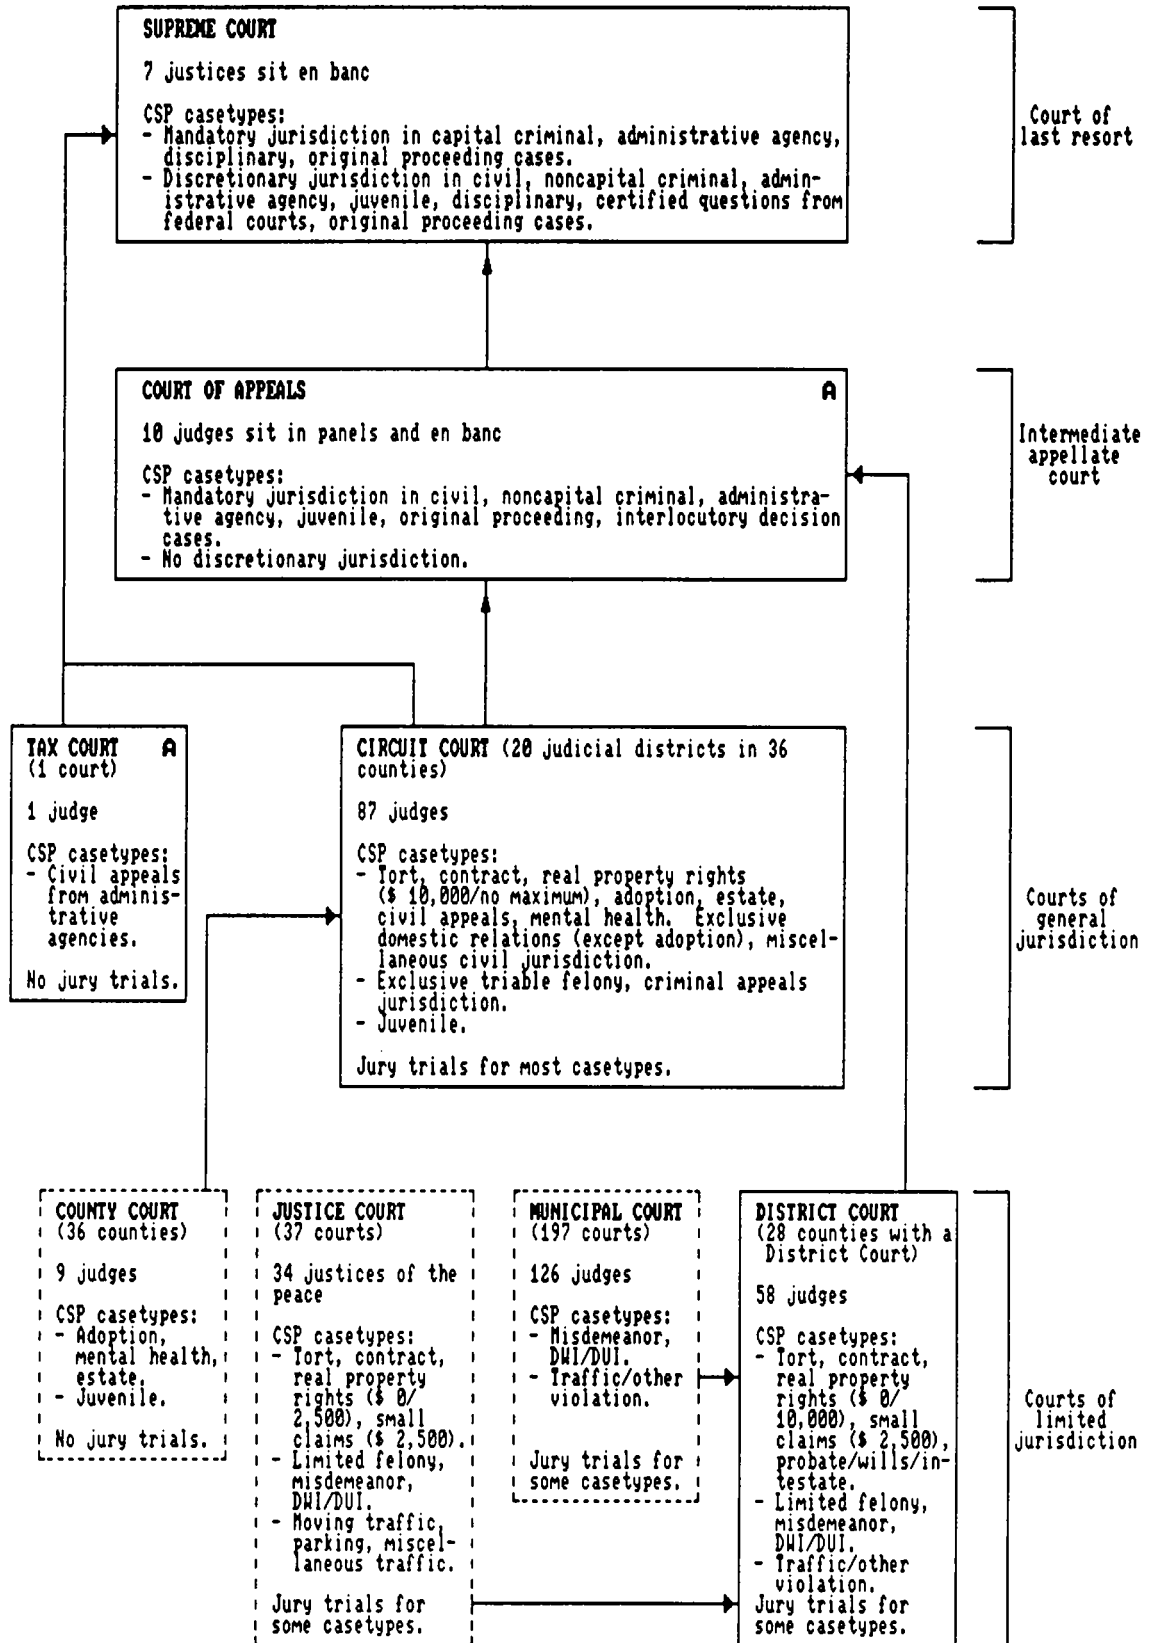 SUPREME COURT
7 justices sit en banc
CSP casetypes:
- Mandatory jurisdiction in capital criminal, administrative agency,
disciplinary, original proceeding cases.
- Discretionary jurisdiction in civil, noncapital criminal, admin-
istrative agency, juvenile, disciplinary, certified questions from
federal courts, original proceeding cases.
Court of
last resort
COURT OF APPEALS A
10 judges sit in panels and en banc
CSP casetypes:
- Mandatory jurisdiction in civil, noncapital criminal, administra-
tive agency, juvenile, original proceeding, interlocutory decision
cases.
- No discretionary jurisdiction.
Intermediate
appellate
court
TAX COURT A
(1 court)
1 judge
CSP casetypes:
- Civil appeals
from adminis-
trative
agencies.
No jury trials.
CIRCUIT COURT (20 judicial districts in 36
counties)
87 judges
CSP casetypes:
- Tort, contract, real property rights
($ 10,000/no maximum), adoption, estate,
civil appeals, mental health. Exclusive
domestic relations (except adoption), miscel-
laneous civil jurisdiction.
- Exclusive triable felony, criminal appeals
jurisdiction.
- Juvenile.
Jury trials for most casetypes.
Courts of
general
jurisdiction
COUNTY COURT
(36 counties)
9 judges
CSP casetypes:
- Adoption,
mental health,
estate.
- Juvenile.
No jury trials.
JUSTICE COURT
(37 courts)
34 justices of the
peace
CSP casetypes:
- Tort, contract,
real property
rights ($ 0/
2,500), small
claims ($ 2,500).
- Limited felony,
misdemeanor,
DWI/DUI.
- Moving traffic,
parking, miscel-
laneous traffic.
Jury trials for
some casetypes.
MUNICIPAL COURT
(197 courts)
126 judges
CSP casetypes:
- Misdemeanor,
DWI/DUI.
- Traffic/other
violation.
Jury trials for
some casetypes.
DISTRICT COURT
(28 counties with a
District Court)
58 judges
CSP casetypes:
- Tort, contract,
real property
rights ($ 0/
10,000), small
claims ($ 2,500),
probate/wills/in-
testate.
- Limited felony,
misdemeanor,
DWI/DUI.
- Traffic/other
violation.
Jury trials for
some casetypes.
Courts of
limited
jurisdiction